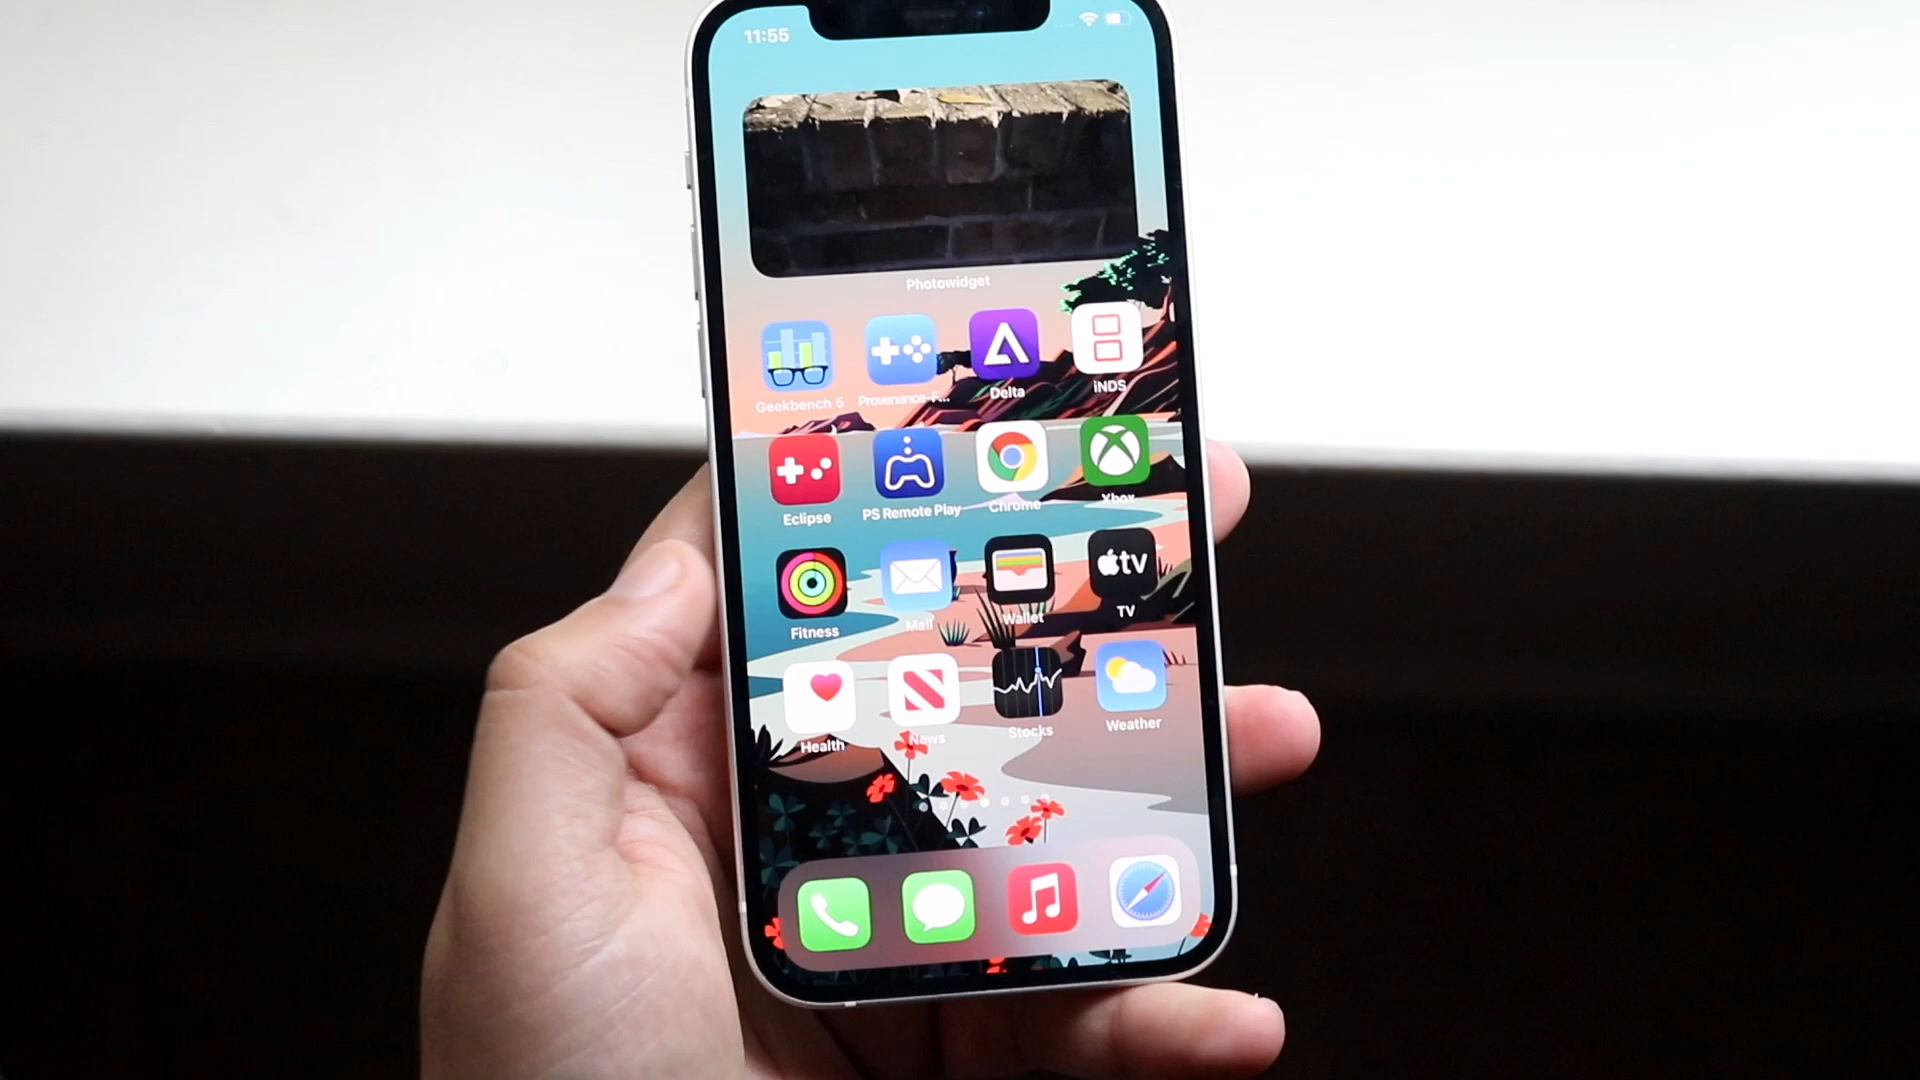 11:55
Photowidget
Geekbench 5
Provenance-F...
Delta
iNDS
Eclipse
PS Remote Play
Chrome
Xbox
tv
Fitness
Mail
Wallet
TV
Health
News
Stocks
Weather